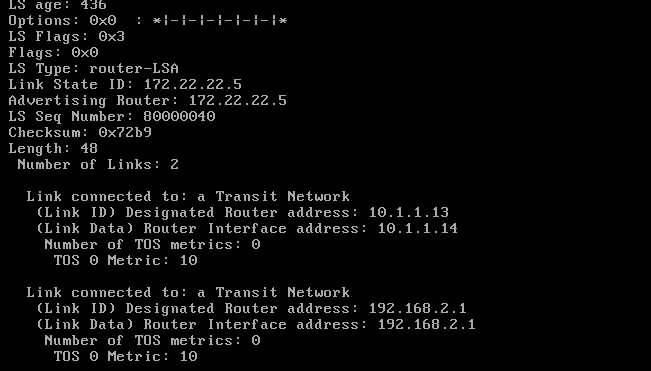 LS age: 436
Options: 0x0  : *|-|-|-|-|-|-|*
LS Flags: 0x3
Flags: 0x0
LS Type: router-LSA
Link State ID: 172.22.22.5
Advertising Router: 172.22.22.5
LS Seq Number: 80000040
Checksum: 0x72b9
Length: 48
Number of Links: 2
Link connected to: a Transit Network
(Link ID) Designated Router address: 10.1.1.13
(Link Data) Router Interface address: 10.1.1.14
Number of TOS metrics: 0
TOS 0 Metric: 10
Link connected to: a Transit Network
(Link ID) Designated Router address: 192.168.2.1
(Link Data) Router Interface address: 192.168.2.1
Number of TOS metrics: 0
TOS 0 Metric: 10